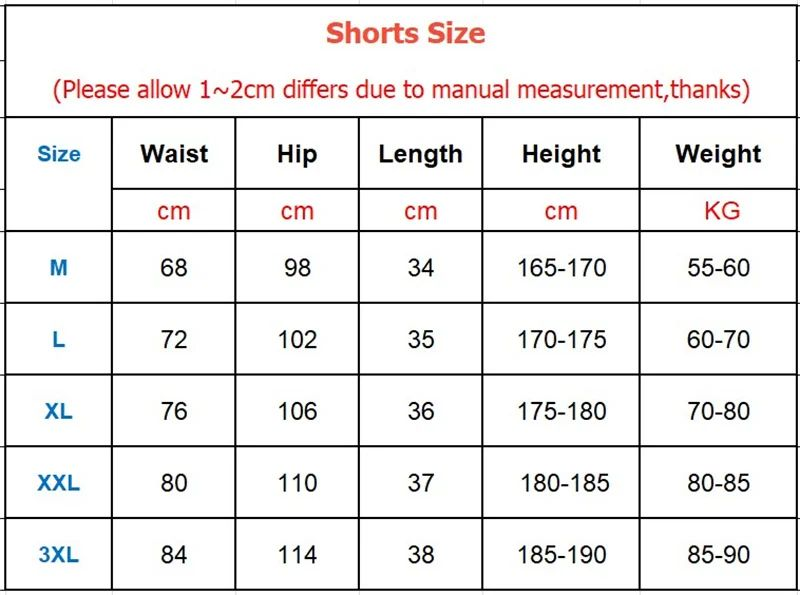 Shorts Size
(Please allow 1~2cm differs due to manual measurement,thanks)
Size Waist Hip Length Height Weight
cm cm cm cm KG
M 68 98 34 165-170 55-60
L 72 102 35 170-175 60-70
XL 76 106 36 175-180 70-80
XXL 80 110 37 180-185 80-85
3XL 84 114 38 185-190 85-90